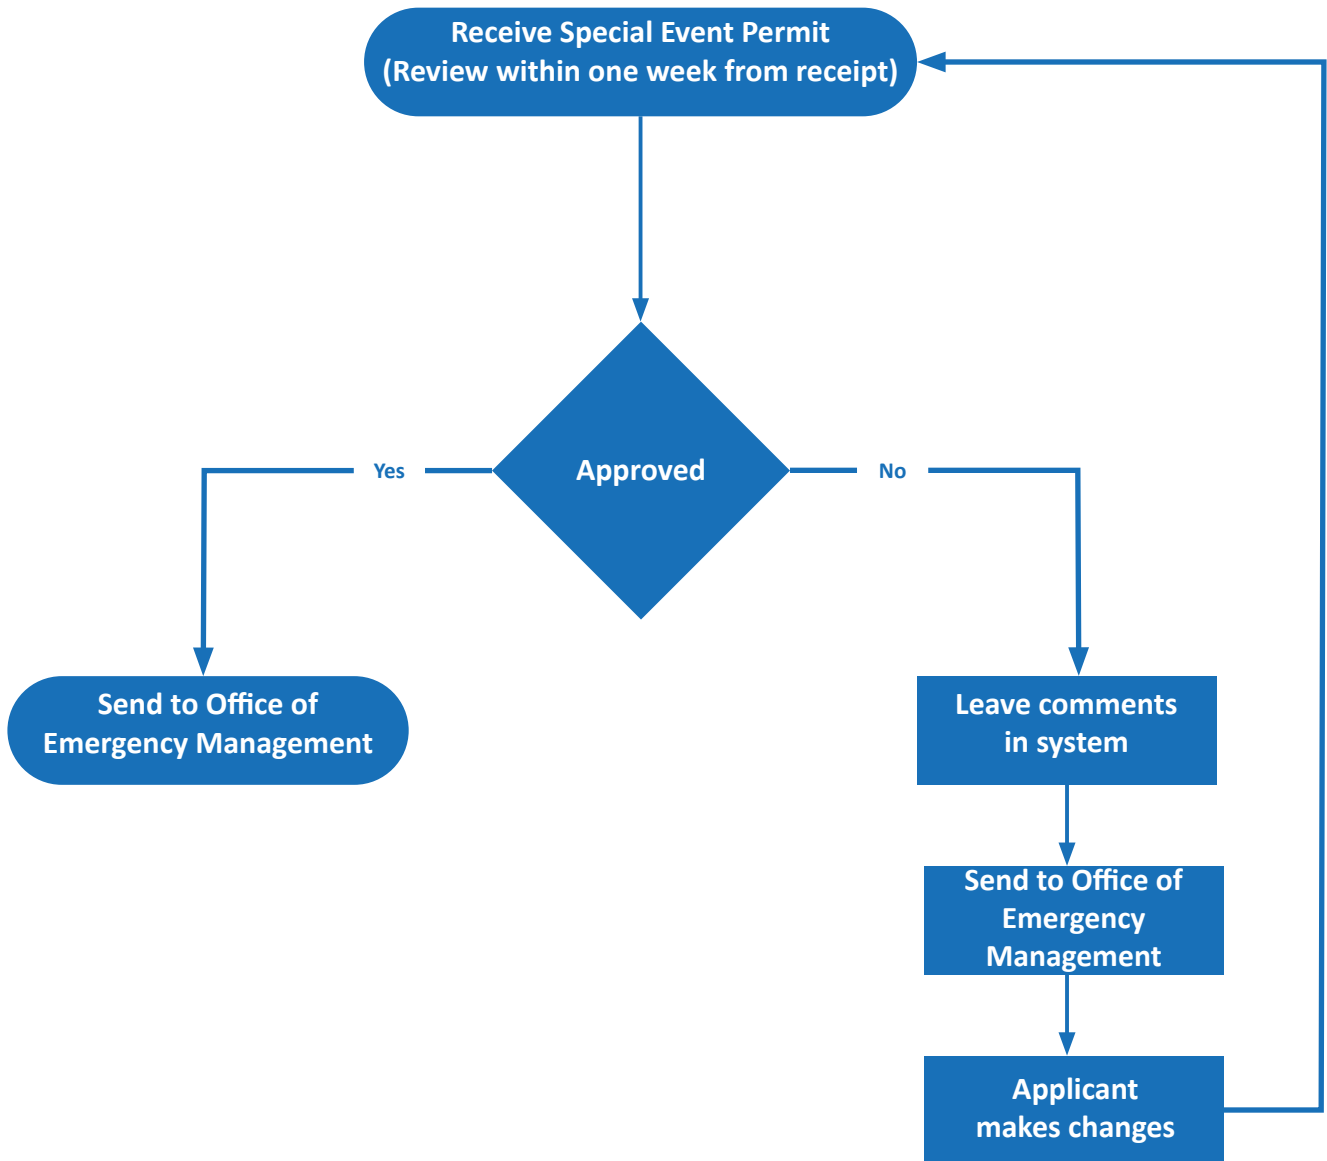 Receive Special Event Permit
(Review within one week from receipt)
Approved
Yes
No
Send to Office of
Emergency Management
Leave comments
in system
Send to Office of
Emergency
Management
Applicant
makes changes